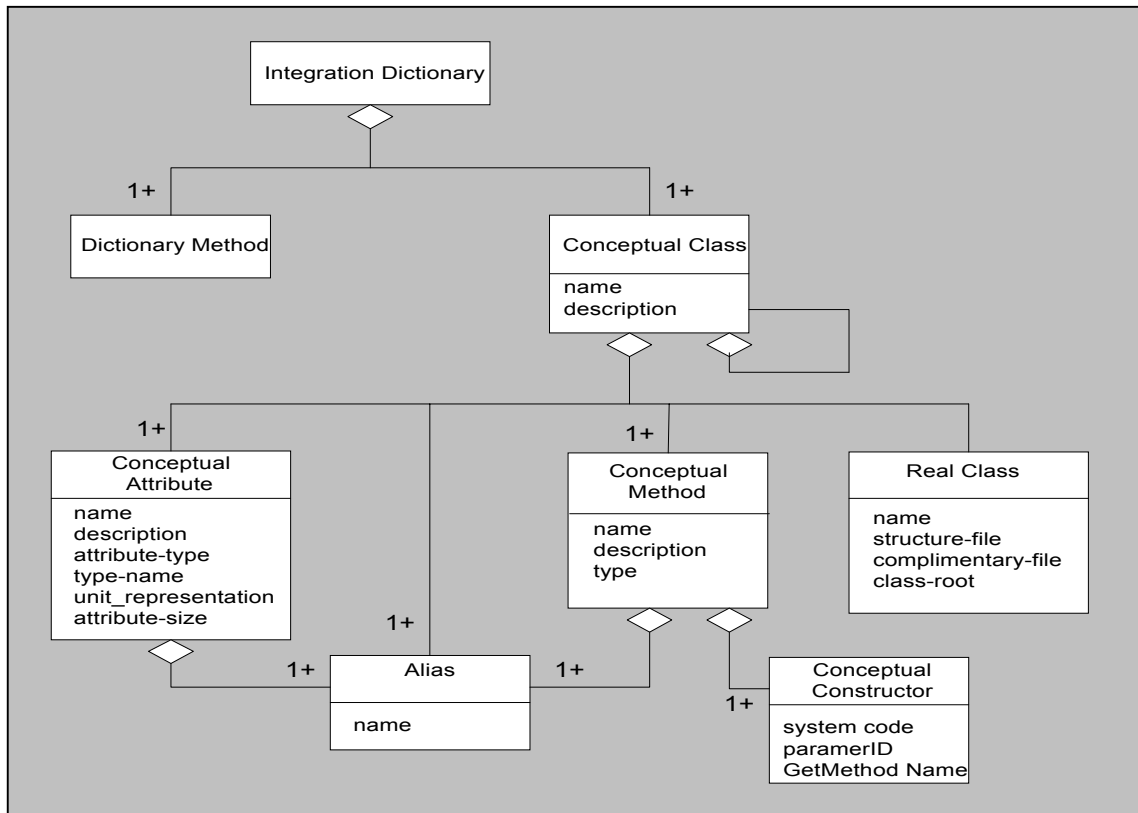 Integration Dictionary
1+
1+
Dictionary Method
Conceptual Class
name
description
1+
1+
Conceptual
Attribute
name
description
attribute-type
type-name
unit_representation
attribute-size
Conceptual
Method
name
description
type
Real Class
name
structure-file
complimentary-file
class-root
1+
1+
1+
Alias
name
1+
Conceptual
Constructor
system code
paramerID
GetMethod Name